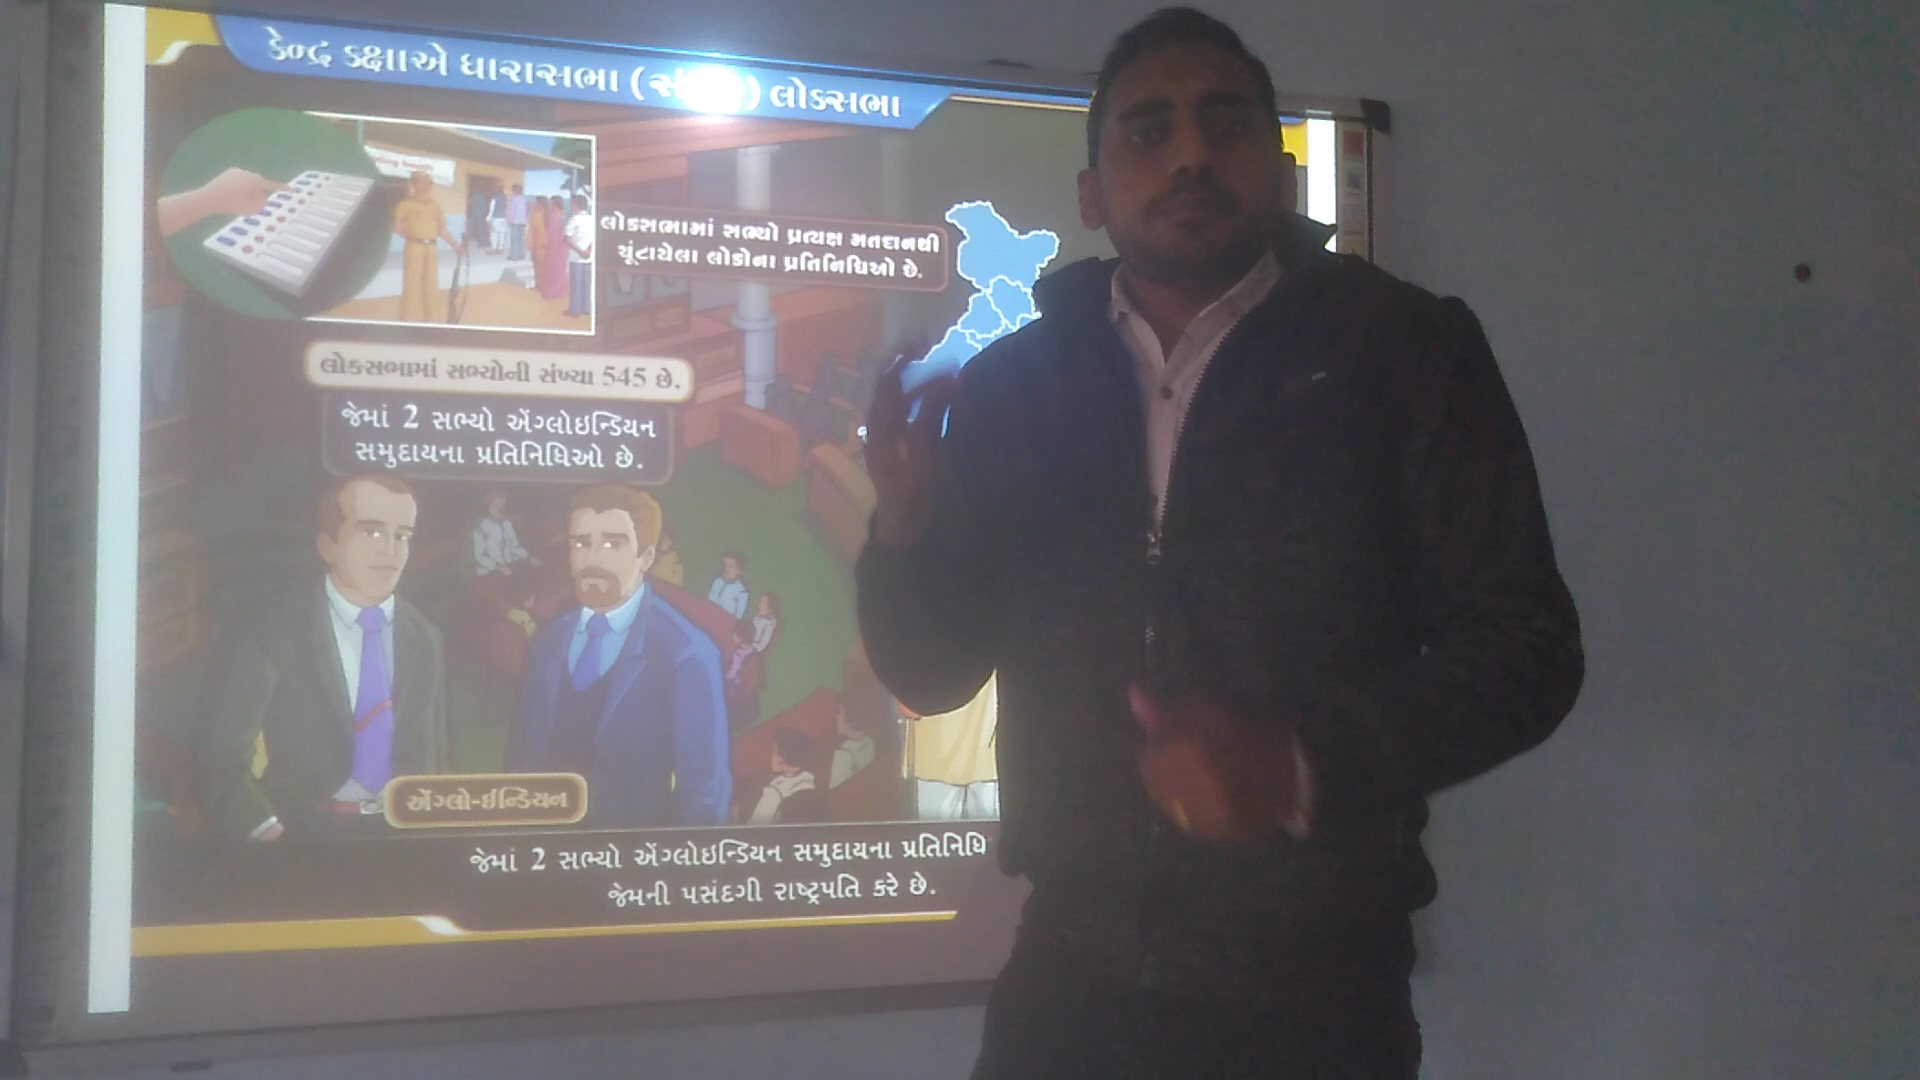 કેન્દ્ર કક્ષાએ ધારાસભા ( ) લોકસભા
લોકસભામાં સભ્યો પ્રત્યક્ષ મતદાનથી
ચૂંટાયેલા લોકોના પ્રતિનિધિઓ છે.
લોકસભામાં સભ્યોની સંખ્યા 545 છે.
જેમાં 2 સભ્યો ઍંગ્લોઇન્ડિયન
સમુદાયના પ્રતિનિધિઓ છે.
ઍંગ્લો-ઈન્ડિયન
જેમાં 2 સભ્યો ઍંગ્લોઇન્ડિયન સમુદાયના પ્રતિનિધિ
જેમની પસંદગી રાષ્ટ્રપતિ કરે છે.